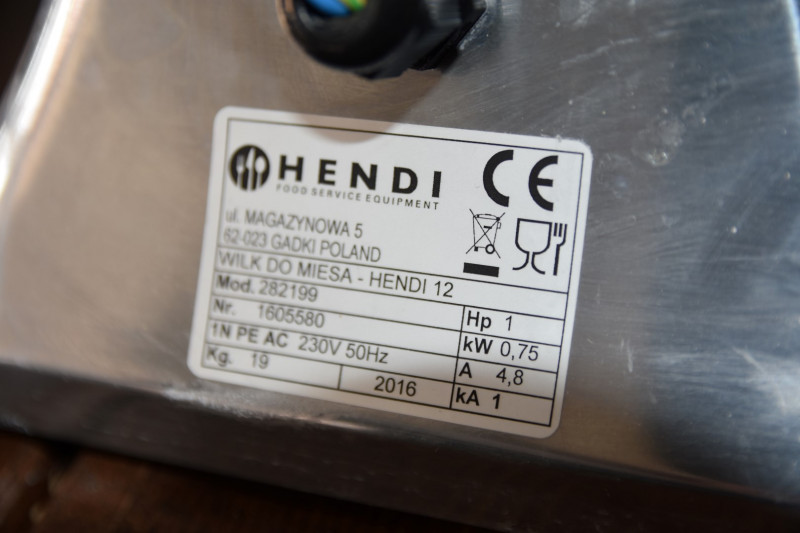 HENDI
FOOD SERVICE EQUIPMENT
CE
ul. MAGAZYNOWA 5
62-023 GADKI POLAND
WILK DO MIESA - HENDI 12
Mod. 282199
Hp 1
Nr. 1605580
kW 0,75
1N PE AC 230V 50Hz
A 4,8
Kg. 19
2016
kA 1